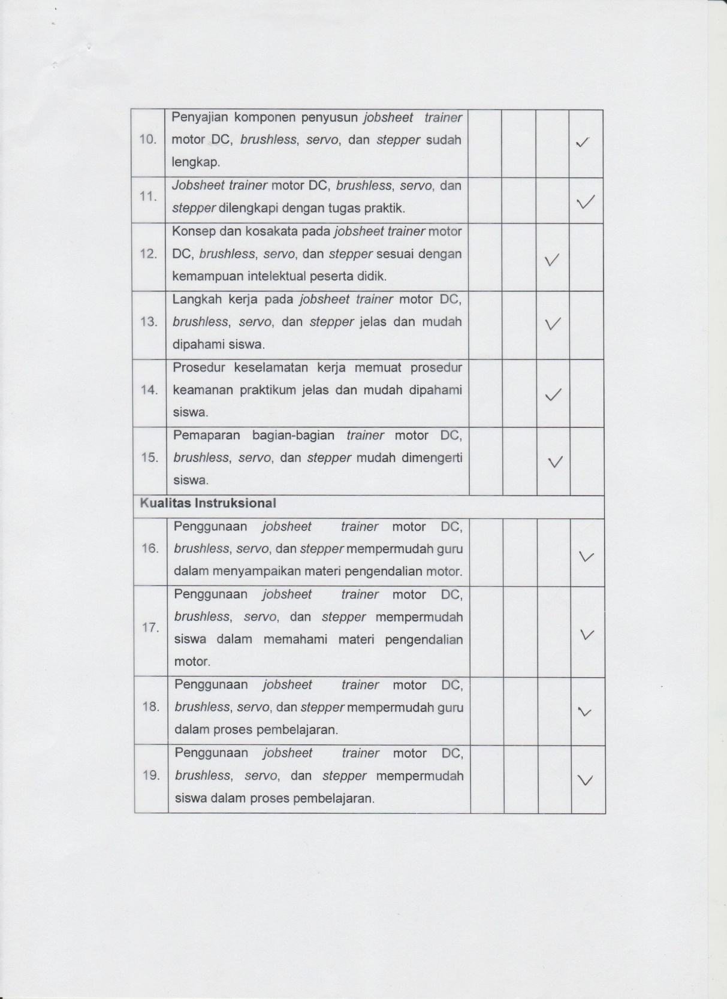 Penyajian komponen penyusun jobsheet trainer
10. motor DC, brushless, servo, dan stepper sudah ✓
lengkap.
Jobsheet trainer motor DC, brushless, servo, dan
11. stepper dilengkapi dengan tugas praktik. ✓
Konsep dan kosakata pada jobsheet trainer motor
12. DC, brushless, servo, dan stepper sesuai dengan ✓
kemampuan intelektual peserta didik.
Langkah kerja pada jobsheet trainer motor DC,
13. brushless, servo, dan stepper jelas dan mudah ✓
dipahami siswa.
Prosedur keselamatan kerja memuat prosedur
14. keamanan praktikum jelas dan mudah dipahami ✓
siswa.
Pemaparan bagian-bagian trainer motor DC,
15. brushless, servo, dan stepper mudah dimengerti ✓
siswa.
Kualitas Instruksional
Penggunaan jobsheet trainer motor DC,
16. brushless, servo, dan stepper mempermudah guru ✓
dalam menyampaikan materi pengendalian motor.
Penggunaan jobsheet trainer motor DC,
brushless, servo, dan stepper mempermudah
17. siswa dalam memahami materi pengendalian ✓
motor.
Penggunaan jobsheet trainer motor DC,
18. brushless, servo, dan stepper mempermudah guru ✓
dalam proses pembelajaran.
Penggunaan jobsheet trainer motor DC,
19. brushless, servo, dan stepper mempermudah ✓
siswa dalam proses pembelajaran.